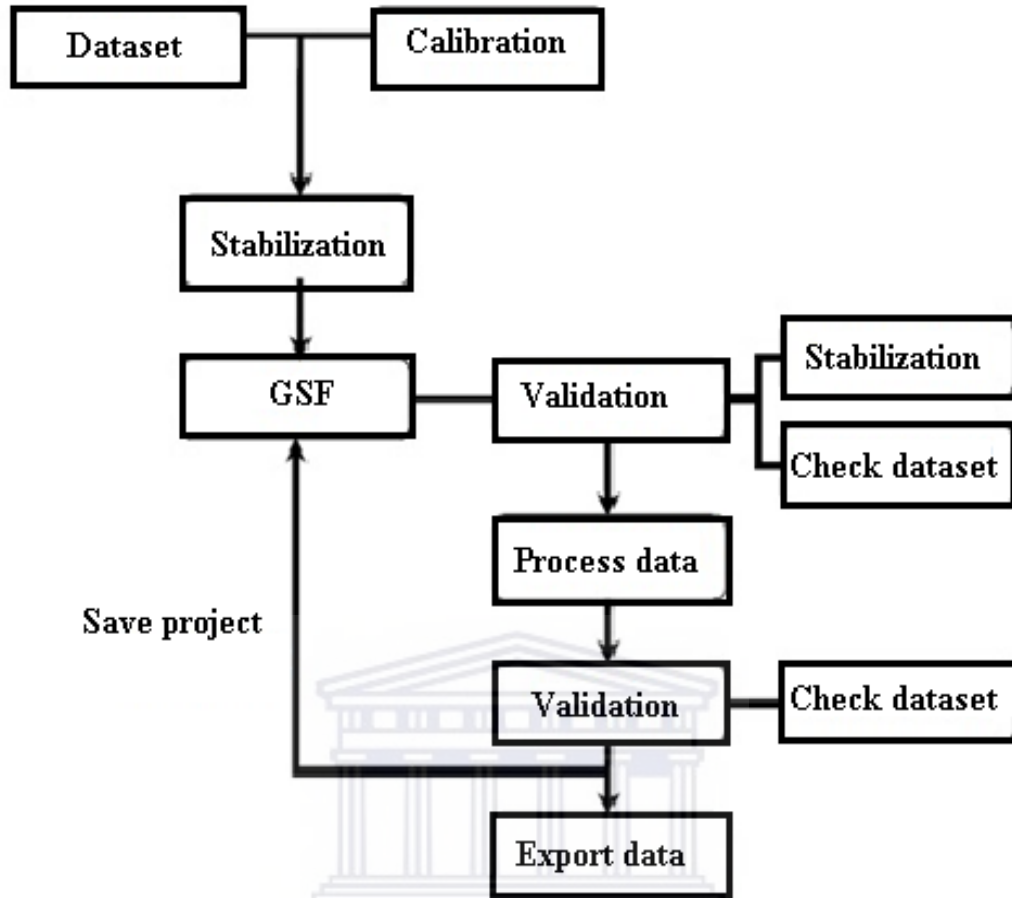 Dataset
Calibration
Stabilization
GSF
Validation
Stabilization
Check dataset
Process data
Save project
Validation
Check dataset
Export data